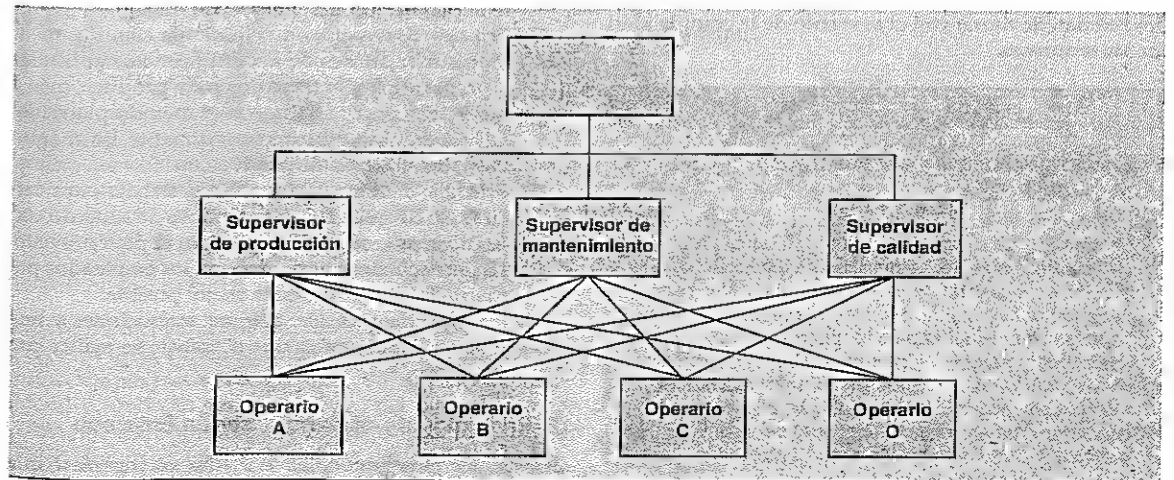 Supervisor
de producción
Supervisor de
mantenimiento
Supervisor
de calidad
Operario
A
Operario
B
Operario
C
Operario
O